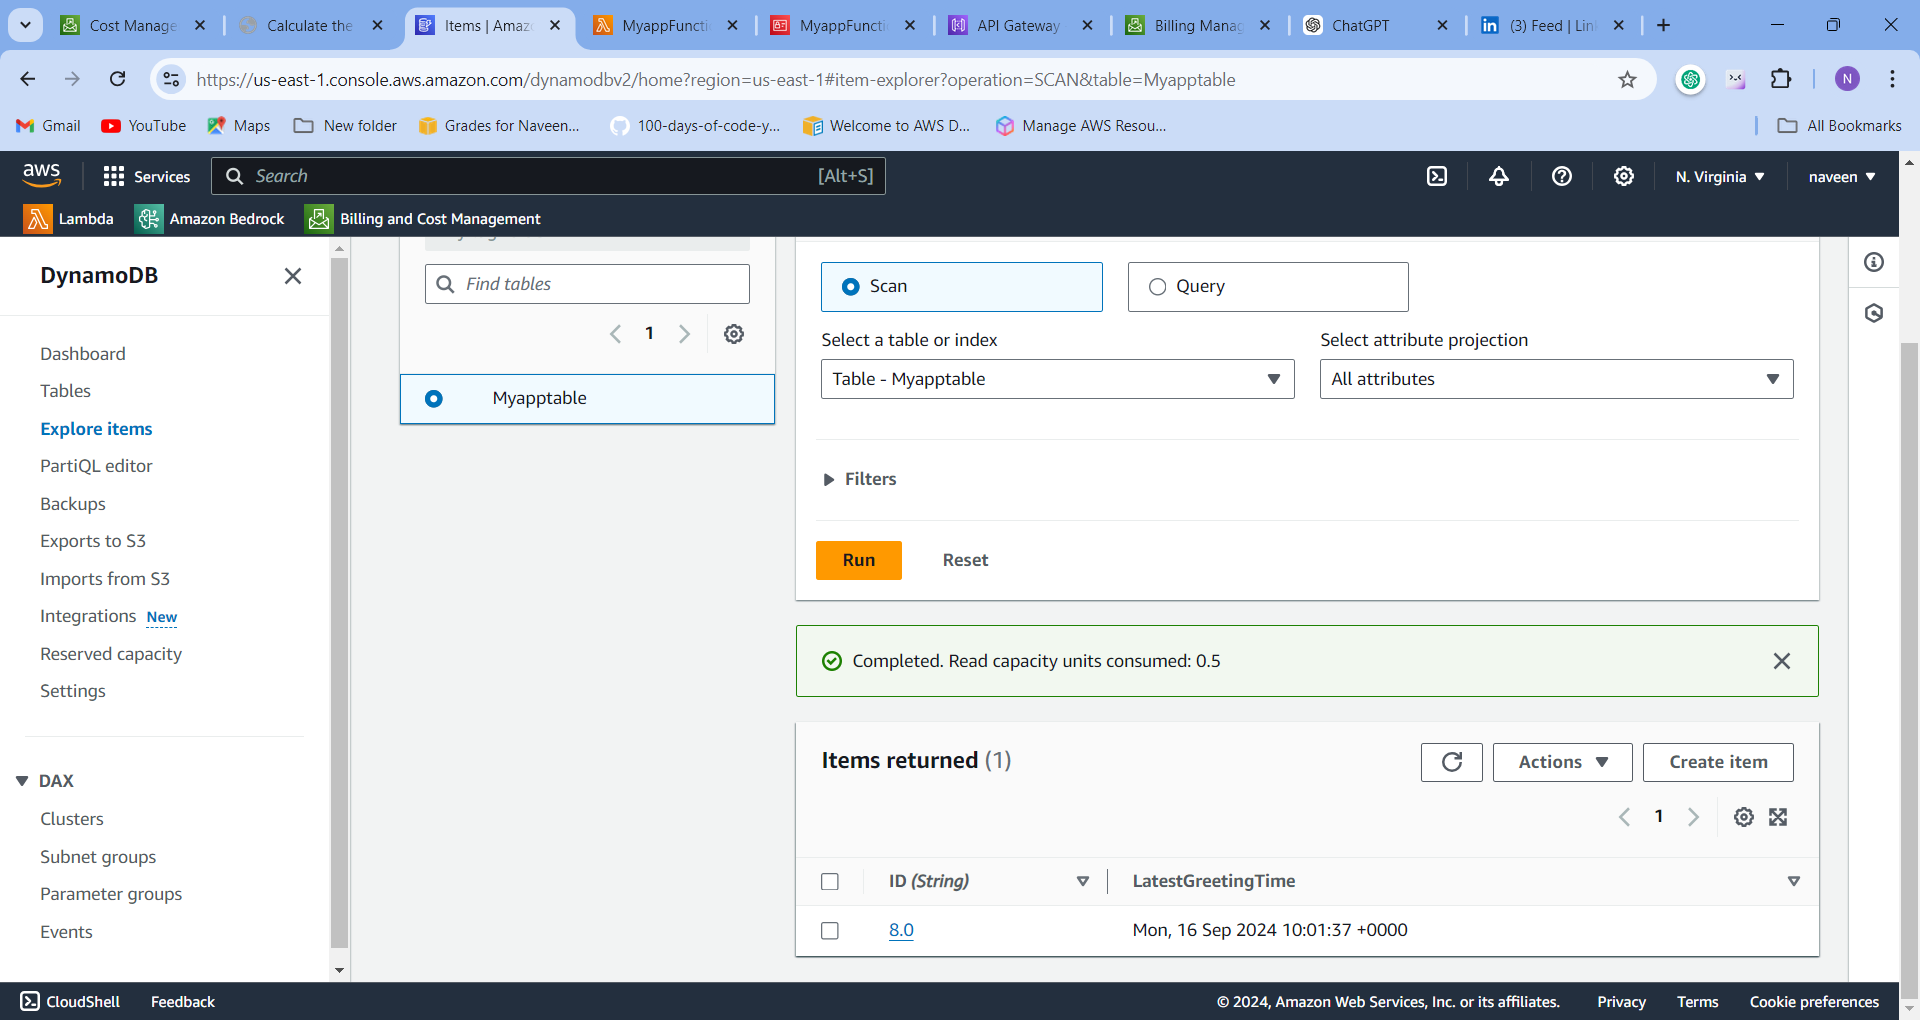 Cost Manage
Calculate the
Items | Amaz
MyappFuncti
MyappFuncti
API Gateway
Billing Manag
ChatGPT
(3) Feed | Lin
https://us-east-1.console.aws.amazon.com/dynamodbv2/home?region=us-east-1#item-explorer?operation=SCAN&table=Myapptable
N
Gmail
YouTube
Maps
New folder
Grades for Naveen...
100-days-of-code-y...
Welcome to AWS D...
Manage AWS Resou...
All Bookmarks
aws
Services
Search
[Alt+S]
N. Virginia
naveen
Lambda
Amazon Bedrock
Billing and Cost Management
DynamoDB
Dashboard
Tables
Explore items
PartiQL editor
Backups
Exports to S3
Imports from S3
Integrations New
Reserved capacity
Settings
DAX
Clusters
Subnet groups
Parameter groups
Events
Find tables
1
Myapptable
Scan
Query
Select a table or index
Table - Myapptable
Select attribute projection
All attributes
Filters
Run
Reset
Completed. Read capacity units consumed: 0.5
Items returned (1)
Actions
Create item
1
ID (String)
LatestGreetingTime
8.0
Mon, 16 Sep 2024 10:01:37 +0000
CloudShell
Feedback
© 2024, Amazon Web Services, Inc. or its affiliates.
Privacy
Terms
Cookie preferences